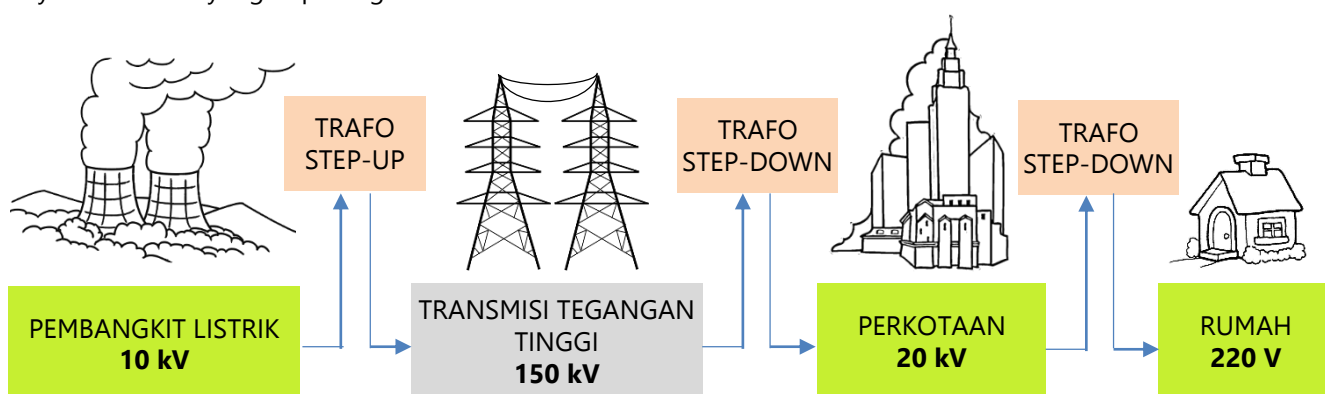 TRAFO
STEP-UP
TRAFO
STEP-DOWN
TRAFO
STEP-DOWN
PEMBANGKIT LISTRIK
10 kV
TRANSMISI TEGANGAN
TINGGI
150 kV
PERKOTAAN
20 kV
RUMAH
220 V